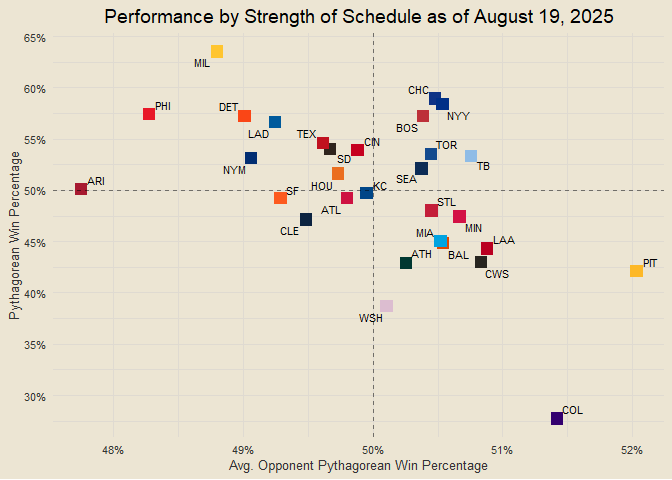 Performance by Strength of Schedule as of August 19, 2025
65%
MIL
60%
CHC
PHI
DET
NYY
LAD
BOS
55%
TEX
CIN
TOR
SD
NYM
TB
HOU
SEA
ARI
50%
SF
KC
ATL
STL
CLE
MIN
MIA
45%
LAA
BAL
ATH
PIT
CWS
40%
WSH
35%
30%
COL
48%
49%
50%
51%
52%
Avg. Opponent Pythagorean Win Percentage
Pythagorean Win Percentage